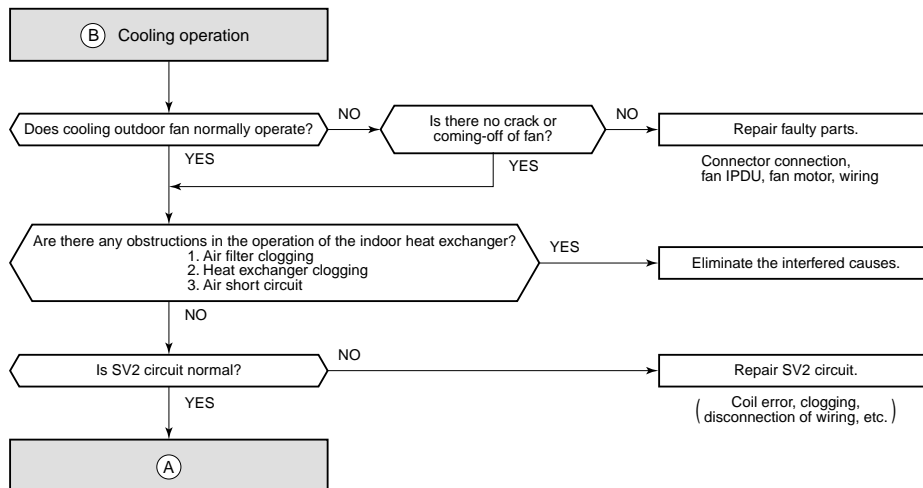 B Cooling operation
Does cooling outdoor fan normally operate?
NO
Is there no crack or
coming-off of fan?
NO
Repair faulty parts.
Connector connection,
fan IPDU, fan motor, wiring
YES
YES
Are there any obstructions in the operation of the indoor heat exchanger?
1. Air filter clogging
2. Heat exchanger clogging
3. Air short circuit
YES
Eliminate the interfered causes.
NO
Is SV2 circuit normal?
NO
Repair SV2 circuit.
(Coil error, clogging,
disconnection of wiring, etc.)
YES
A